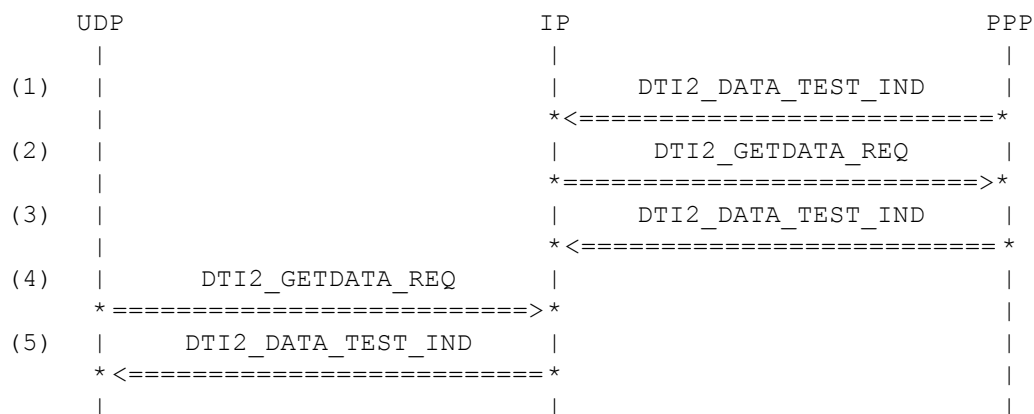 UDP IP PPP
| | |
(1) | | DTI2_DATA_TEST_IND |
| *<==========================*
(2) | | DTI2_GETDATA_REQ |
| *==========================>*
(3) | | DTI2_DATA_TEST_IND |
| *<========================== *
(4) | DTI2_GETDATA_REQ | |
* ==========================>* |
(5) | DTI2_DATA_TEST_IND | |
* <========================== * |
| | |